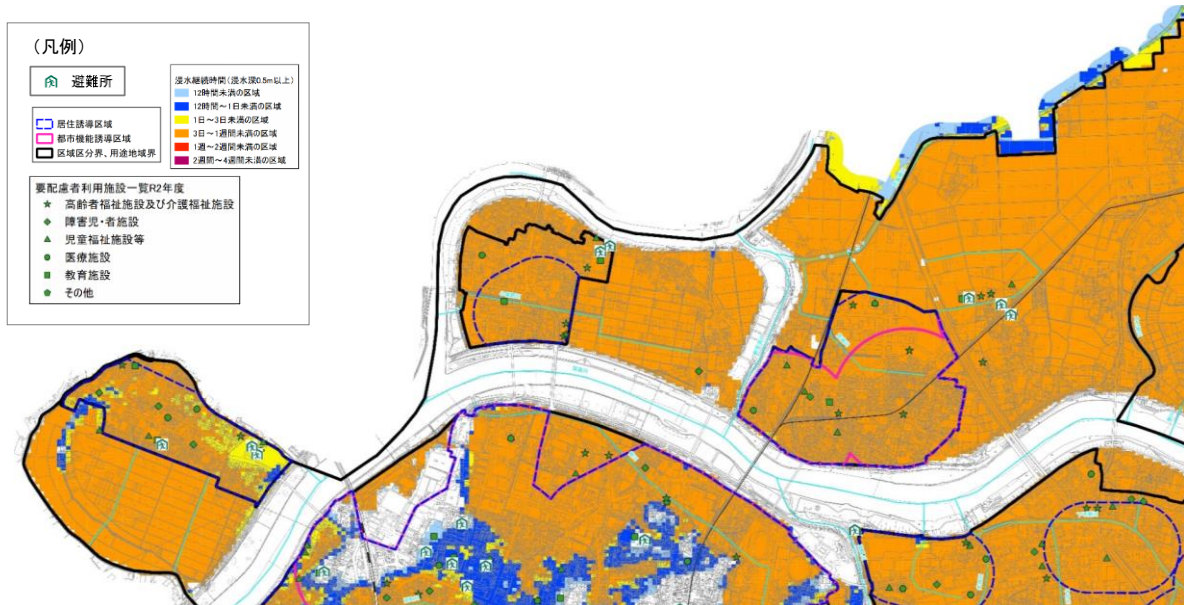 （凡例）
避難所
居住誘導区域
都市機能誘導区域
区域区分界、用途地域界
浸水継続時間（浸水深0.5m以上）
12時間未満の区域
12時間～1日未満の区域
1日～3日未満の区域
3日～1週間未満の区域
1週～2週間未満の区域
2週間～4週間未満の区域
要配慮者利用施設一覧R2年度
高齢者福祉施設及び介護福祉施設
障害児・者施設
児童福祉施設等
医療施設
教育施設
その他